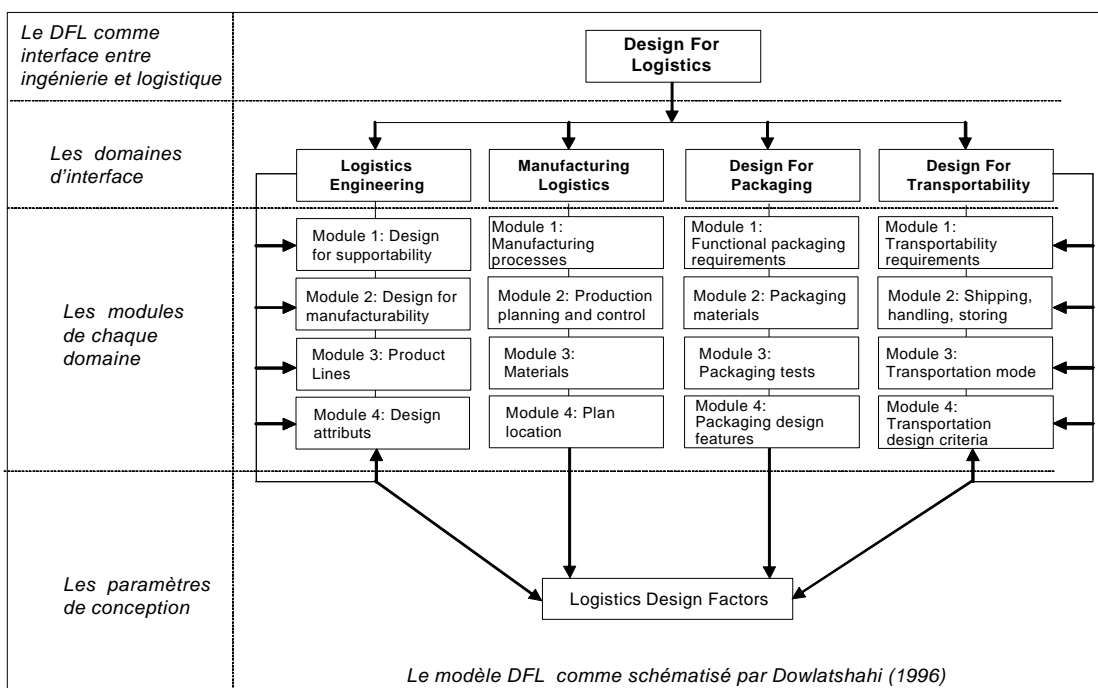 Le DFL comme
interface entre
ingénierie et logistique
Design For
Logistics
Les domaines
d'interface
Logistics
Engineering
Manufacturing
Logistics
Design For
Packaging
Design For
Transportability
Les modules
de chaque
domaine
Module 1: Design
for supportability
Module 1:
Manufacturing
processes
Module 1:
Functional packaging
requirements
Module 1:
Transportability
requirements
Module 2: Design for
manufacturability
Module 2: Production
planning and control
Module 2: Packaging
materials
Module 2: Shipping,
handling, storing
Module 3: Product
Lines
Module 3:
Materials
Module 3:
Packaging tests
Module 3:
Transportation mode
Module 4: Design
attributs
Module 4: Plan
location
Module 4:
Packaging design
features
Module 4:
Transportation
design criteria
Les paramètres
de conception
Logistics Design Factors
Le modèle DFL comme schématisé par Dowlatshahi (1996)